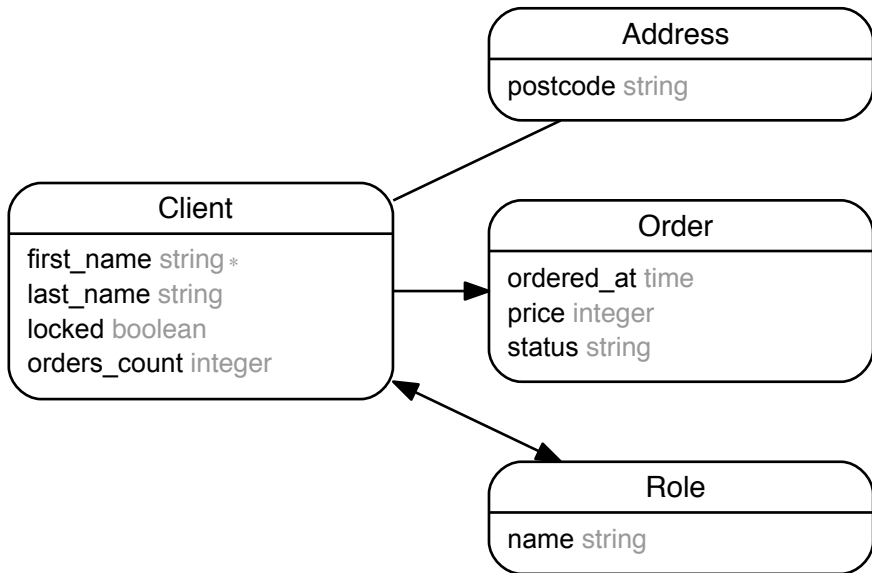 Address
postcode string
Client
first_name string*
last_name string
locked boolean
orders_count integer
Order
ordered_at time
price integer
status string
Role
name string